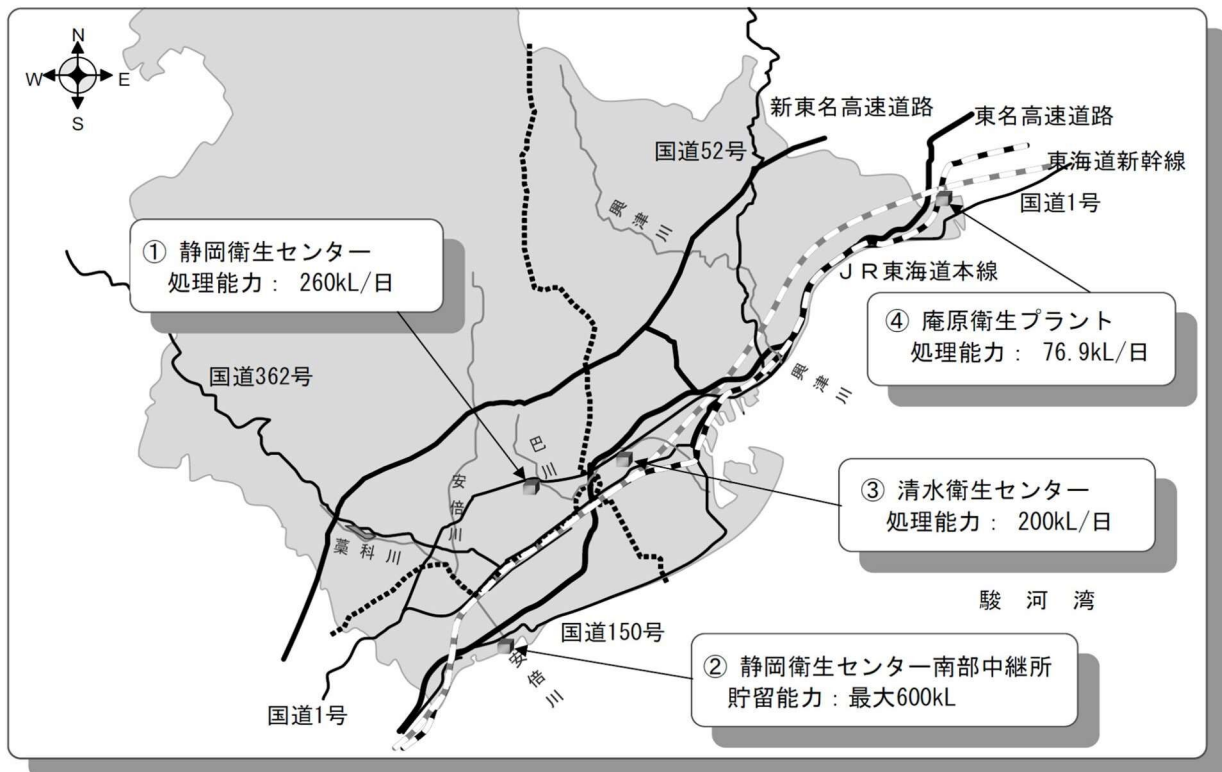 N
W
E
S
新東名高速道路
東名高速道路
国道52号
東海道新幹線
国道1号
興津川
① 静岡衛生センター
処理能力： 260kL/日
ＪＲ東海道本線
④ 庵原衛生プラント
処理能力： 76.9kL/日
国道362号
興津川
巴川
安倍川
③ 清水衛生センター
処理能力： 200kL/日
藁科川
駿河湾
国道150号
② 静岡衛生センター南部中継所
貯留能力：最大600kL
安倍川
国道1号